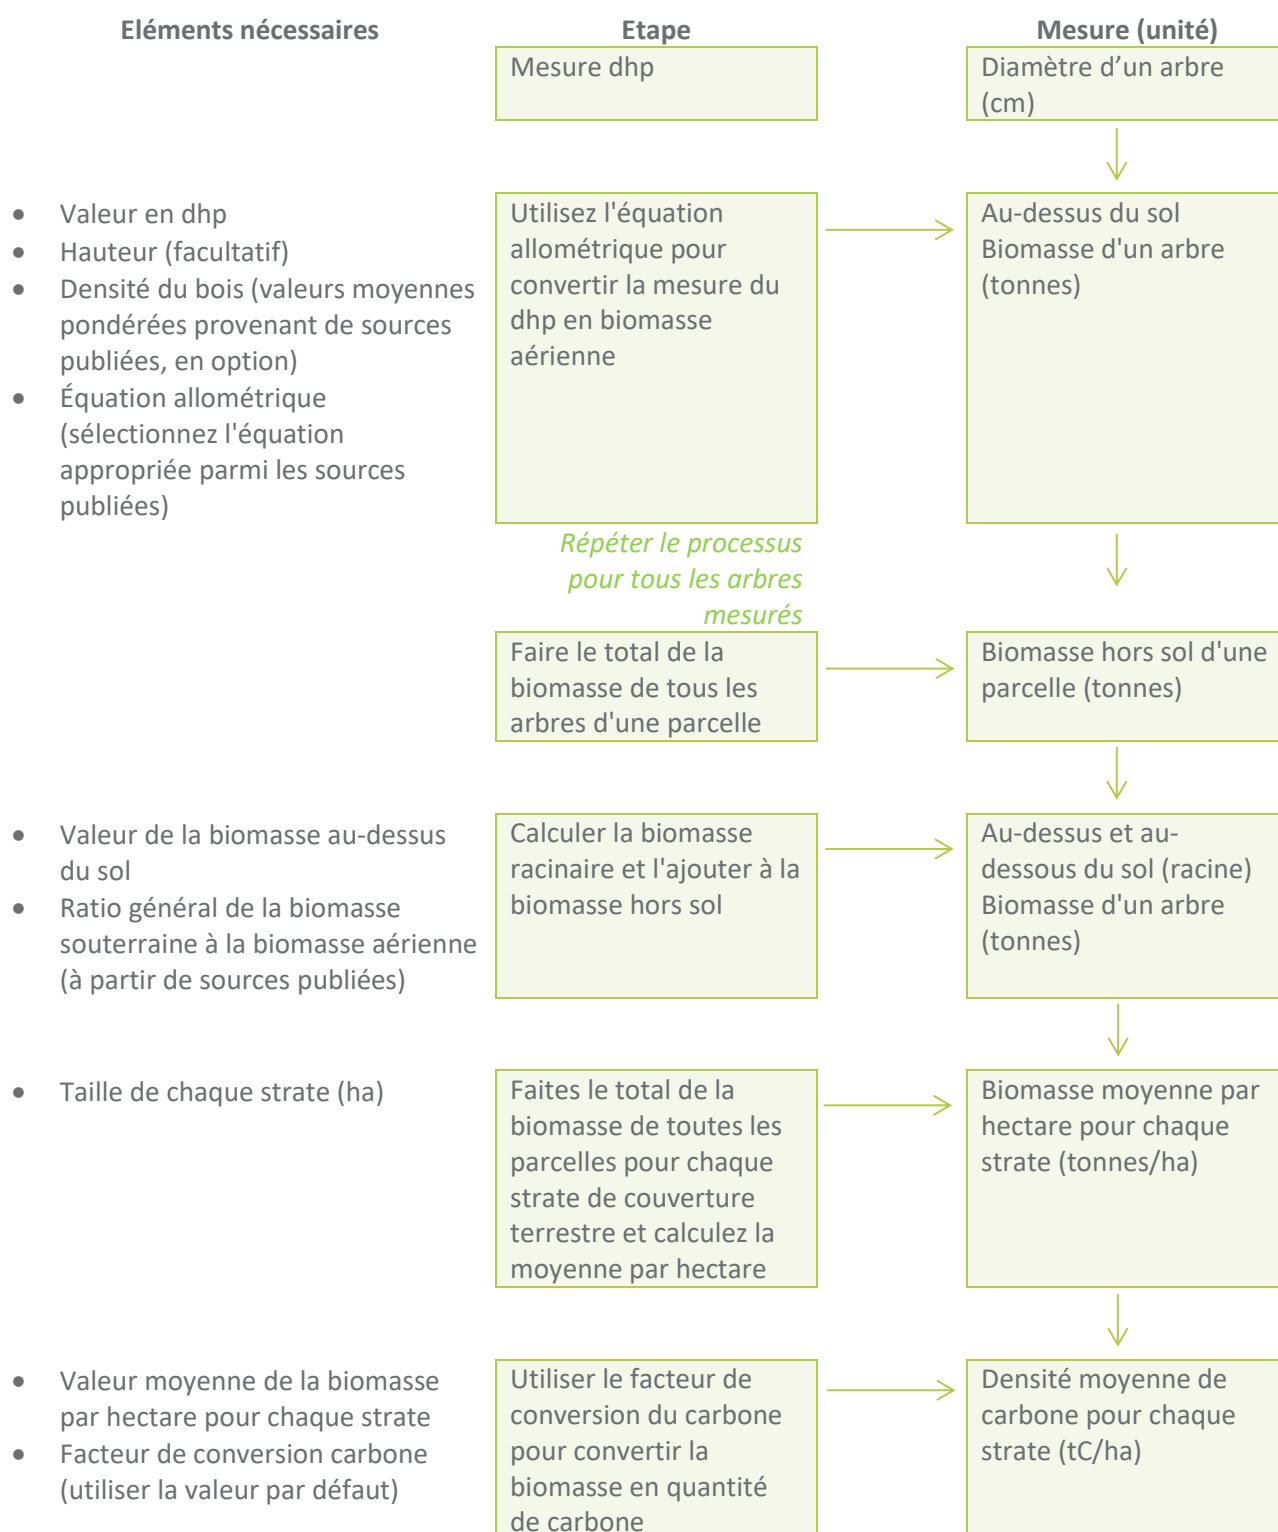 Eléments nécessaires
Etape
Mesure (unité)
Mesure dhp
Diamètre d’un arbre
(cm)
• Valeur en dhp
• Hauteur (facultatif)
• Densité du bois (valeurs moyennes
pondérées provenant de sources
publiées, en option)
• Équation allométrique
(sélectionnez l'équation
appropriée parmi les sources
publiées)
Utilisez l'équation
allométrique pour
convertir la mesure du
dhp en biomasse
aérienne
Au-dessus du sol
Biomasse d'un arbre
(tonnes)
Répéter le processus
pour tous les arbres
mesurés
Faire le total de la
biomasse de tous les
arbres d'une parcelle
Biomasse hors sol d'une
parcelle (tonnes)
• Valeur de la biomasse au-dessus
du sol
• Ratio général de la biomasse
souterraine à la biomasse aérienne
(à partir de sources publiées)
Calculer la biomasse
racinaire et l'ajouter à la
biomasse hors sol
Au-dessus et au-
dessous du sol (racine)
Biomasse d'un arbre
(tonnes)
• Taille de chaque strate (ha)
Faites le total de la
biomasse de toutes les
parcelles pour chaque
strate de couverture
terrestre et calculez la
moyenne par hectare
Biomasse moyenne par
hectare pour chaque
strate (tonnes/ha)
• Valeur moyenne de la biomasse
par hectare pour chaque strate
• Facteur de conversion carbone
(utiliser la valeur par défaut)
Utiliser le facteur de
conversion du carbone
pour convertir la
biomasse en quantité
de carbone
Densité moyenne de
carbone pour chaque
strate (tC/ha)